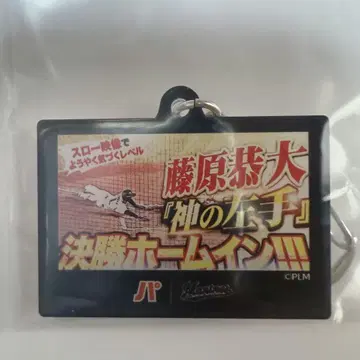 スロー映像で
ようやく気づくレベル
藤原恭大
『神の左手』
決勝ホームイン!!!
©PLM
パ Marines